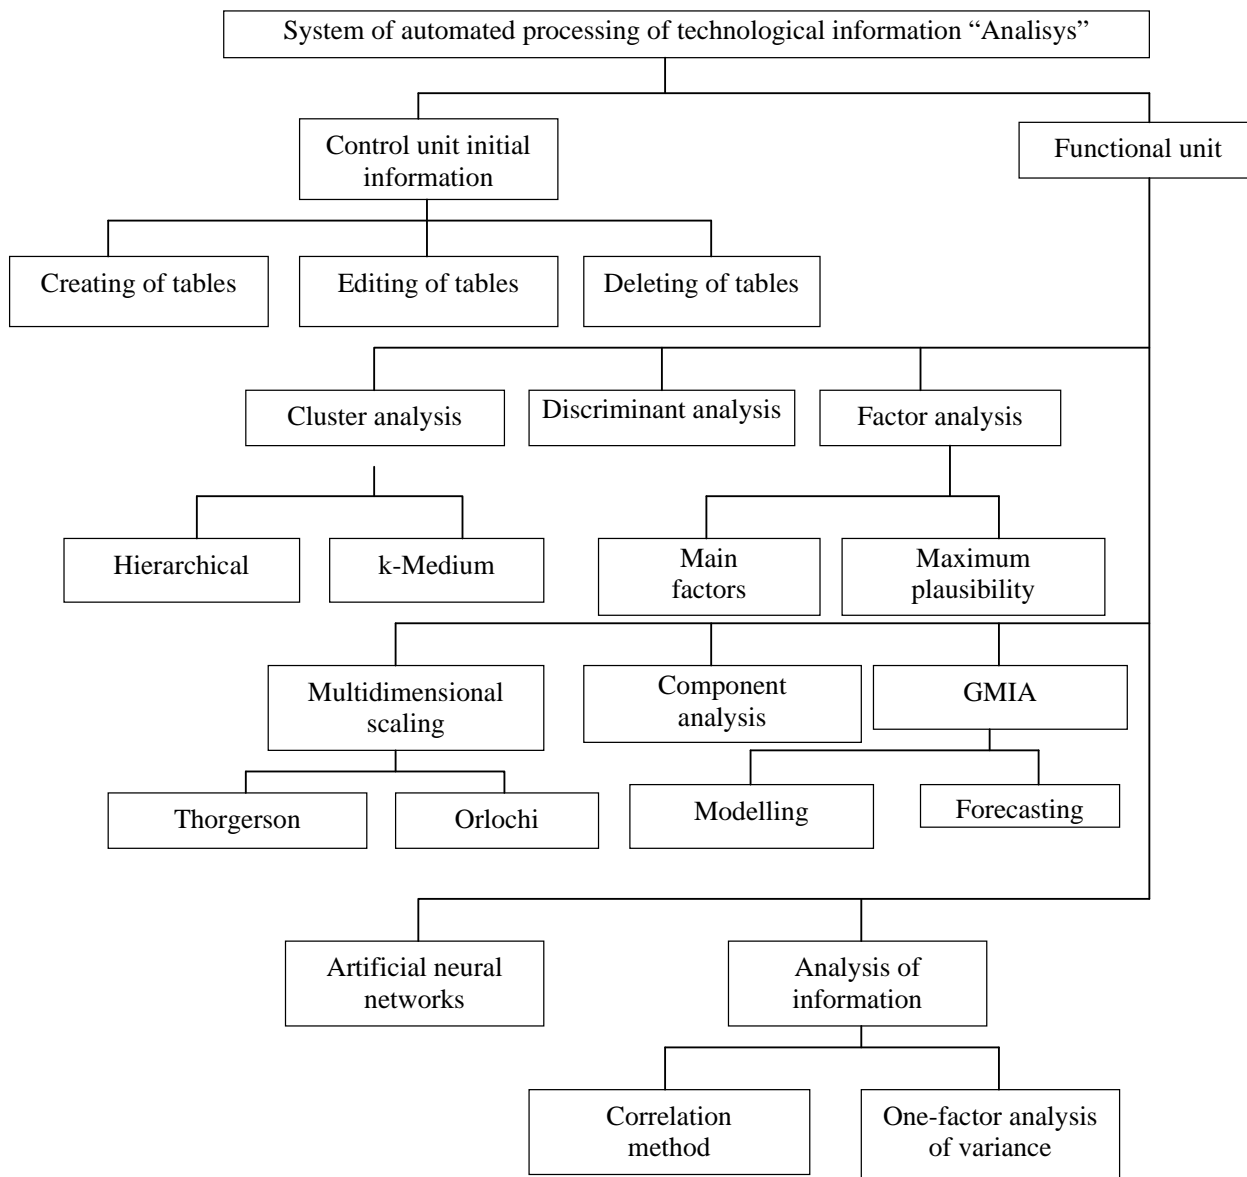 System of automated processing of technological information “Analisys”
Control unit initial
information
Functional unit
Creating of tables
Editing of tables
Deleting of tables
Cluster analysis
Discriminant analysis
Factor analysis
Hierarchical
k-Medium
Main
factors
Maximum
plausibility
Multidimensional
scaling
Component
analysis
GMIA
Thorgerson
Orlochi
Modelling
Forecasting
Artificial neural
networks
Analysis of
information
Correlation
method
One-factor analysis
of variance